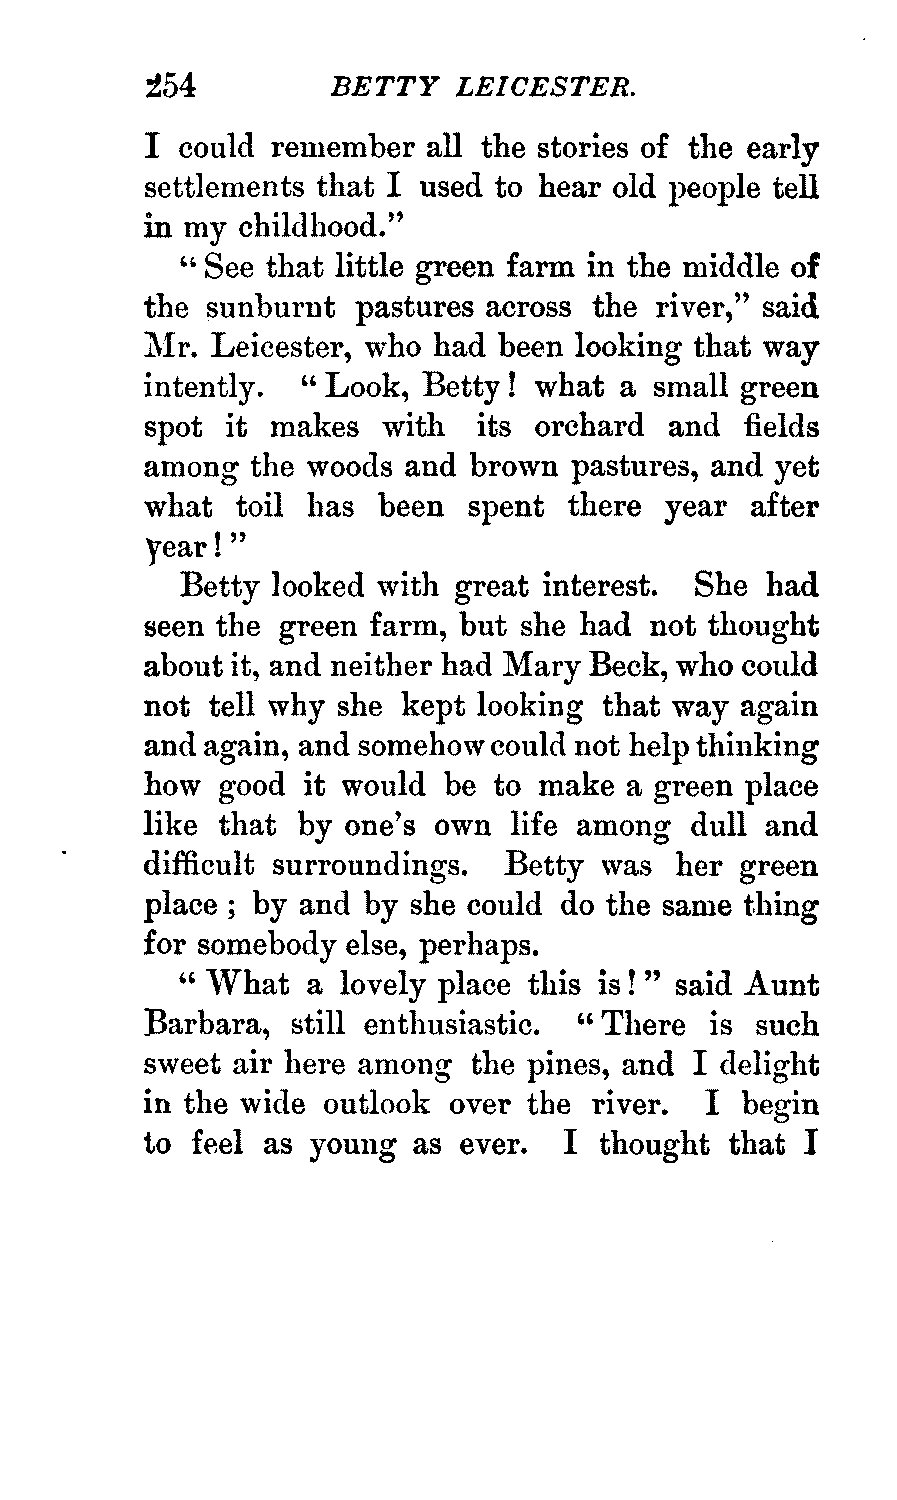 254 BETTY LEICESTER.
I could remember all the stories of the early
settlements that I used to hear old people tell
in my childhood."
"See that little green farm in the middle of
the sunburnt pastures across the river," said
Mr. Leicester, who had been looking that way
intently. "Look, Betty! what a small green
spot it makes with its orchard and fields
among the woods and brown pastures, and yet
what toil has been spent there year after
year!"
Betty looked with great interest. She had
seen the green farm, but she had not thought
about it, and neither had Mary Beck, who could
not tell why she kept looking that way again
and again, and somehow could not help thinking
how good it would be to make a green place
like that by one's own life among dull and
difficult surroundings. Betty was her green
place; by and by she could do the same thing
for somebody else, perhaps.
"What a lovely place this is!" said Aunt
Barbara, still enthusiastic. "There is such
sweet air here among the pines, and I delight
in the wide outlook over the river. I begin
to feel as young as ever. I thought that I